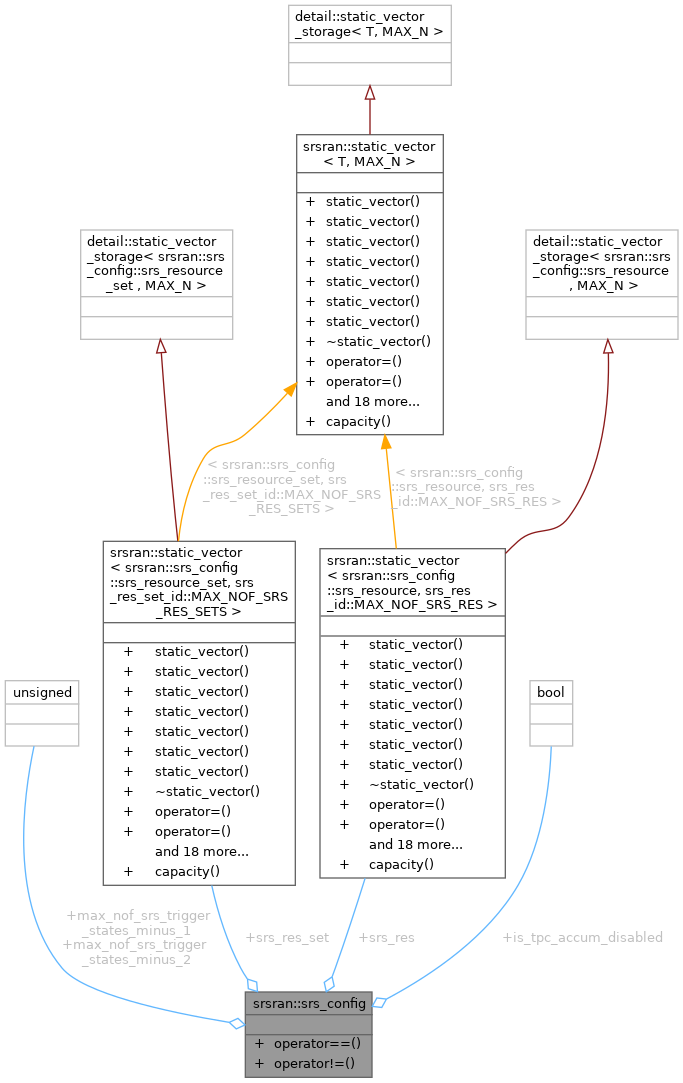 detail::static_vector
_storage< T, MAX_N >
srsran::static_vector
< T, MAX_N >
+ static_vector()
+ static_vector()
+ static_vector()
+ static_vector()
+ static_vector()
+ static_vector()
+ static_vector()
+ ~static_vector()
+ operator=()
+ operator=()
and 18 more...
+ capacity()
detail::static_vector
_storage< srsran::srs
_config::srs_resource
_set , MAX_N >
detail::static_vector
_storage< srsran::srs
_config::srs_resource
, MAX_N >
< srsran::srs_config
::srs_resource_set, srs
_res_set_id::MAX_NOF_SRS
_RES_SETS >
< srsran::srs_config
::srs_resource, srs_res
_id::MAX_NOF_SRS_RES >
srsran::static_vector
< srsran::srs_config
::srs_resource_set, srs
_res_set_id::MAX_NOF_SRS
_RES_SETS >
+ static_vector()
+ static_vector()
+ static_vector()
+ static_vector()
+ static_vector()
+ static_vector()
+ static_vector()
+ ~static_vector()
+ operator=()
+ operator=()
and 18 more...
+ capacity()
srsran::static_vector
< srsran::srs_config
::srs_resource, srs_res
_id::MAX_NOF_SRS_RES >
+ static_vector()
+ static_vector()
+ static_vector()
+ static_vector()
+ static_vector()
+ static_vector()
+ static_vector()
+ ~static_vector()
+ operator=()
+ operator=()
and 18 more...
+ capacity()
unsigned
bool
+max_nof_srs_trigger
_states_minus_1
+max_nof_srs_trigger
_states_minus_2
+srs_res_set
+srs_res
+is_tpc_accum_disabled
srsran::srs_config
+ operator==()
+ operator!=()